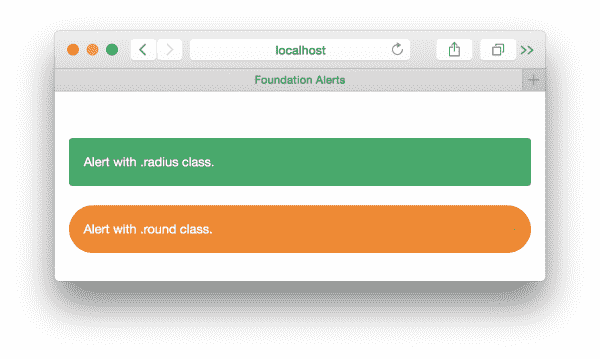 localhost
Foundation Alerts
Alert with .radius class.
Alert with .round class.